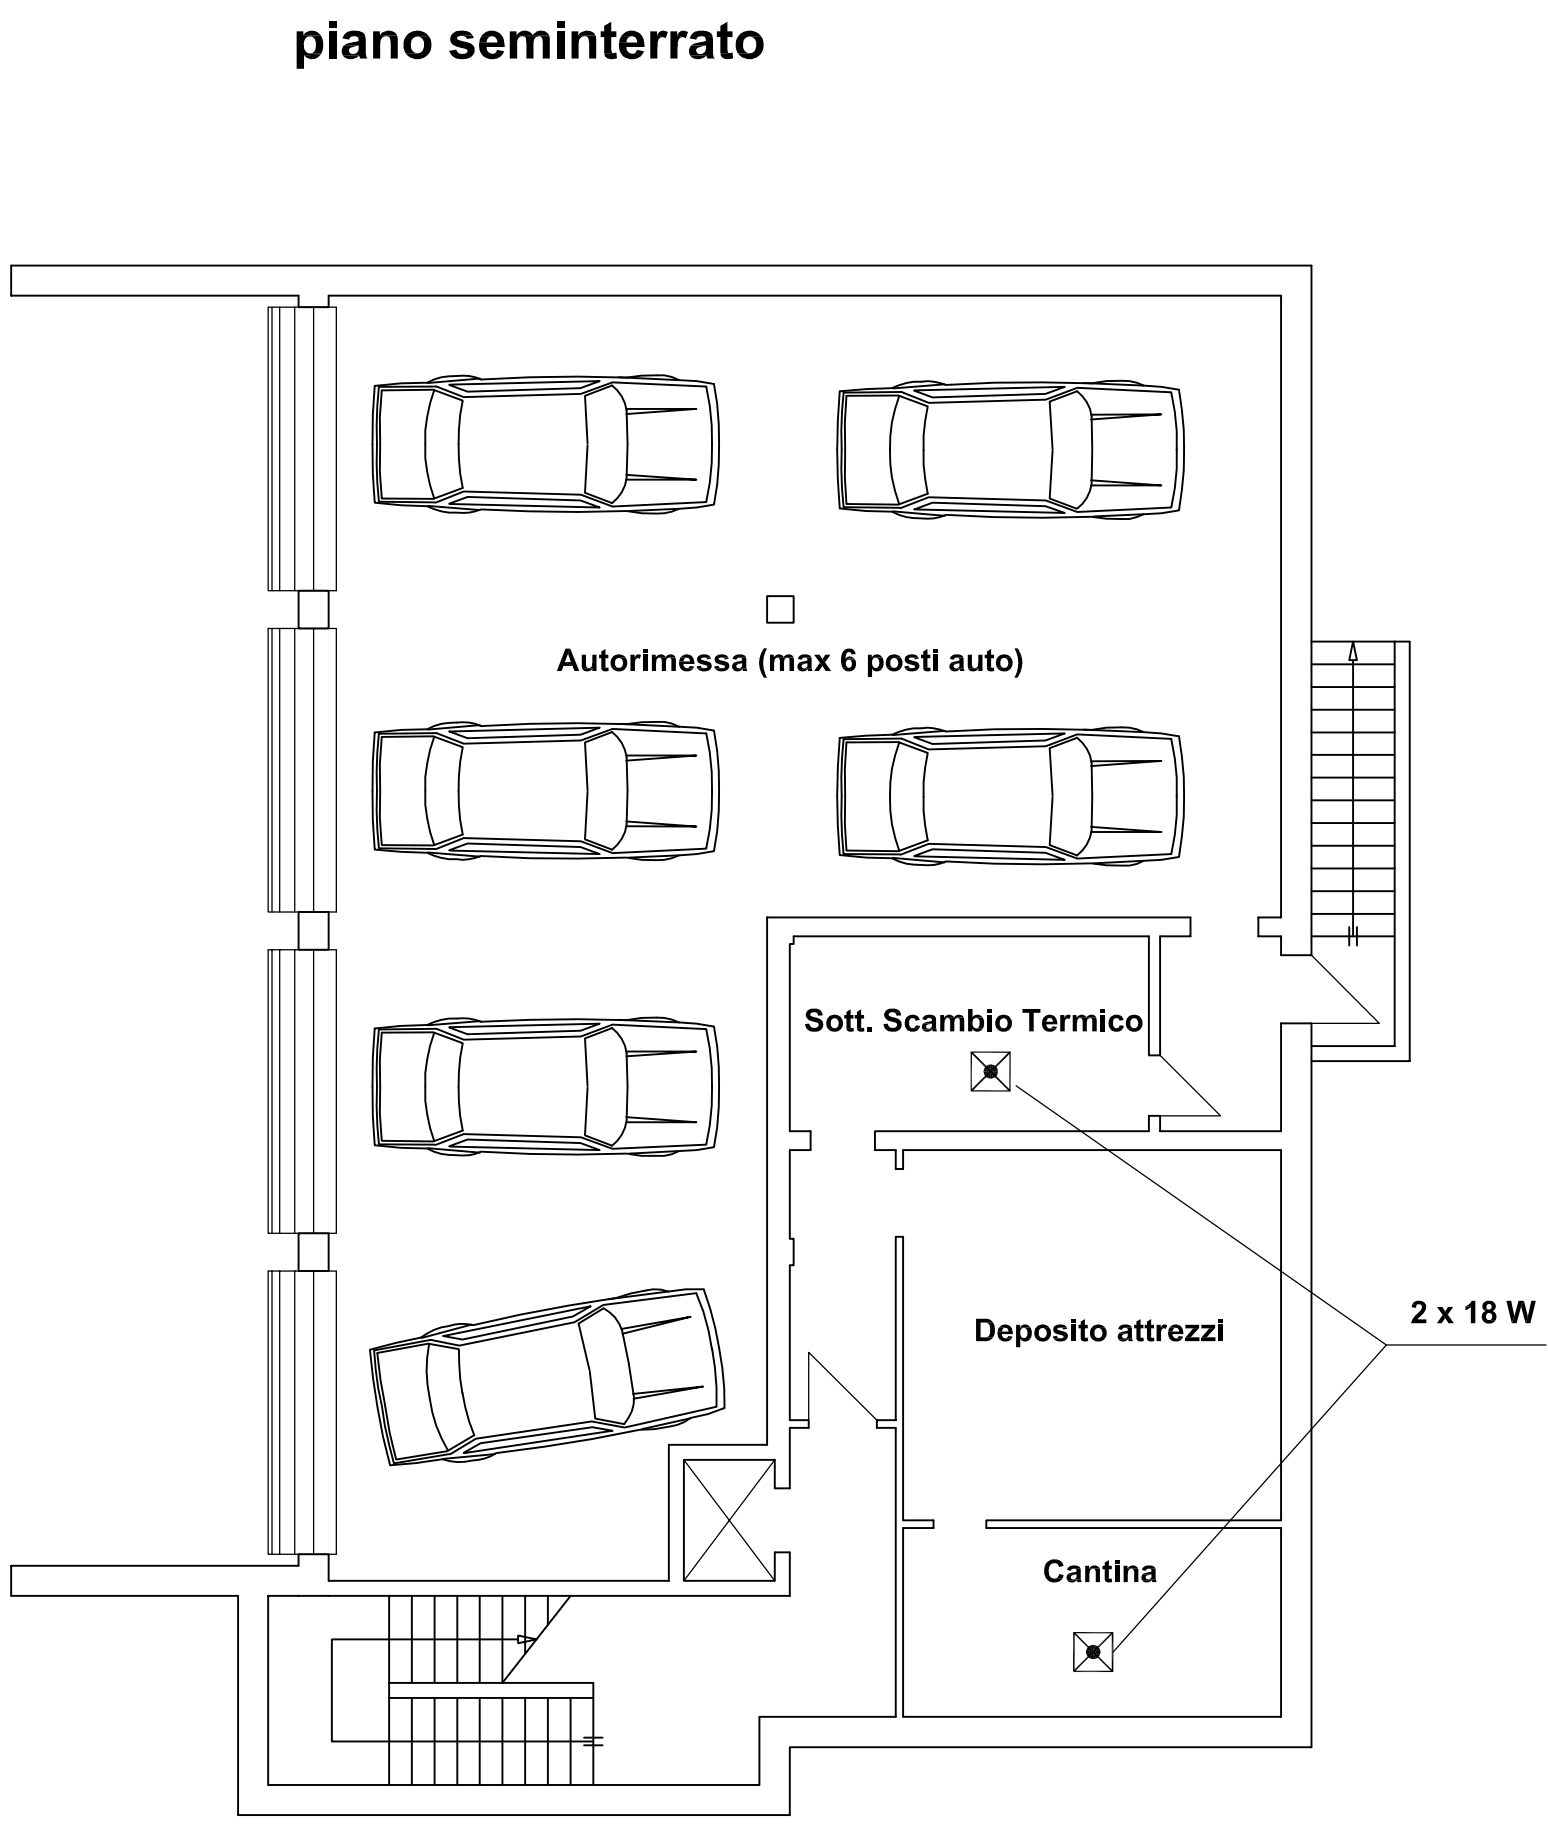 piano seminterrato
Autorimessa (max 6 posti auto)
Sott. Scambio Termico
2 x 18 W
Deposito attrezzi
Cantina